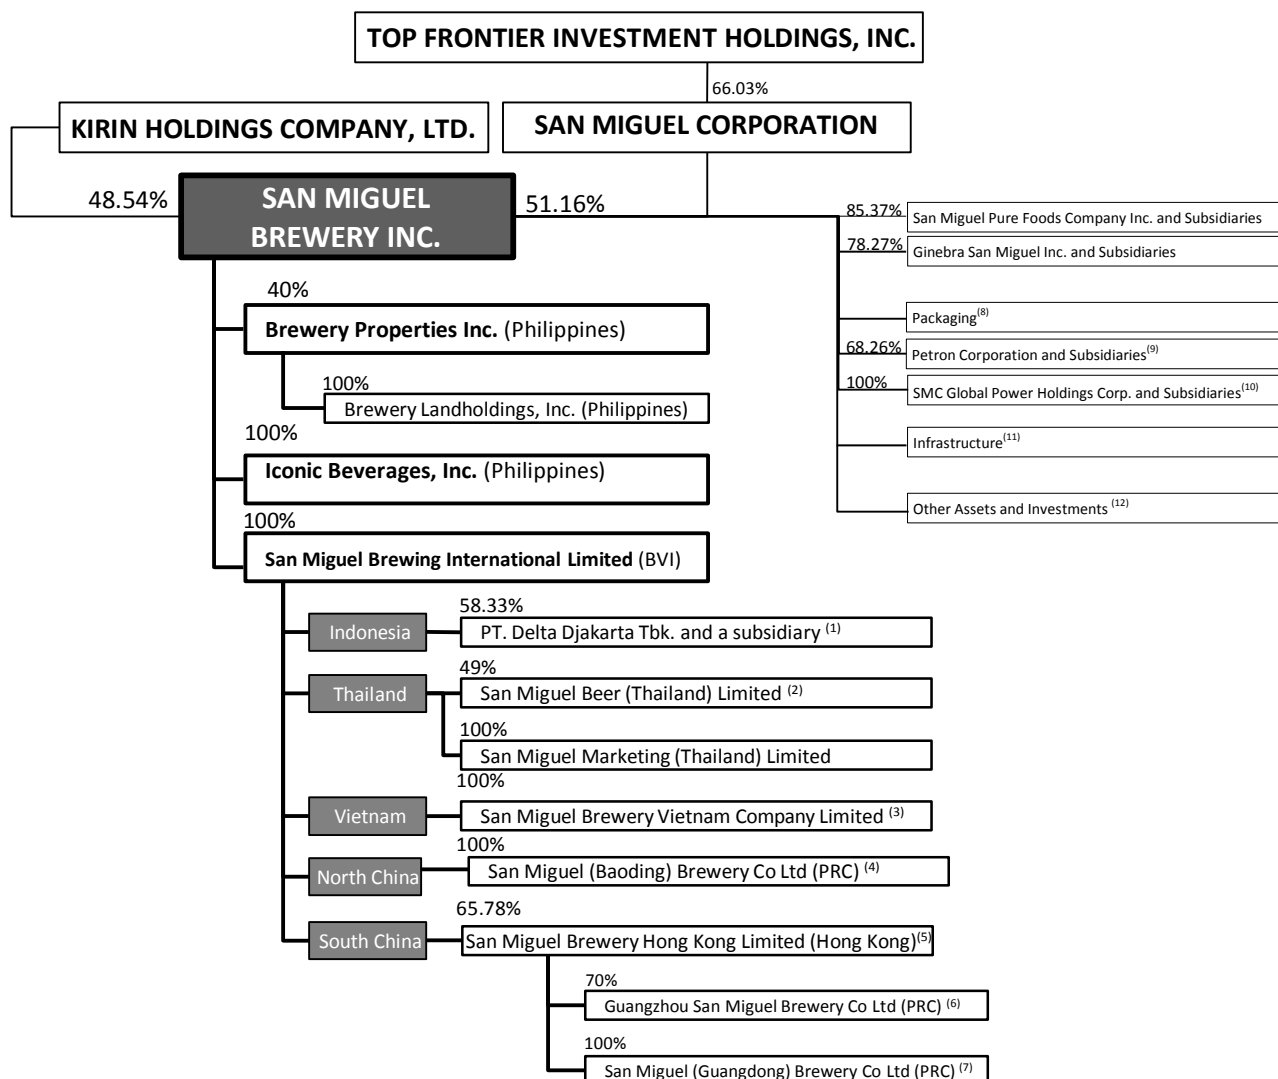 TOP FRONTIER INVESTMENT HOLDINGS, INC.
66.03%
KIRIN HOLDINGS COMPANY, LTD.
SAN MIGUEL CORPORATION
48.54%
SAN MIGUEL
BREWERY INC.
51.16%
85.37%
San Miguel Pure Foods Company Inc. and Subsidiaries
78.27%
Ginebra San Miguel Inc. and Subsidiaries
Packaging(8)
68.26%
Petron Corporation and Subsidiaries(9)
100%
SMC Global Power Holdings Corp. and Subsidiaries(10)
Infrastructure(11)
Other Assets and Investments (12)
40%
Brewery Properties Inc. (Philippines)
100%
Brewery Landholdings, Inc. (Philippines)
100%
Iconic Beverages, Inc. (Philippines)
100%
San Miguel Brewing International Limited (BVI)
58.33%
Indonesia
PT. Delta Djakarta Tbk. and a subsidiary (1)
49%
Thailand
San Miguel Beer (Thailand) Limited (2)
100%
San Miguel Marketing (Thailand) Limited
100%
Vietnam
San Miguel Brewery Vietnam Company Limited (3)
100%
North China
San Miguel (Baoding) Brewery Co Ltd (PRC) (4)
65.78%
South China
San Miguel Brewery Hong Kong Limited (Hong Kong)(5)
70%
Guangzhou San Miguel Brewery Co Ltd (PRC) (6)
100%
San Miguel (Guangdong) Brewery Co Ltd (PRC) (7)